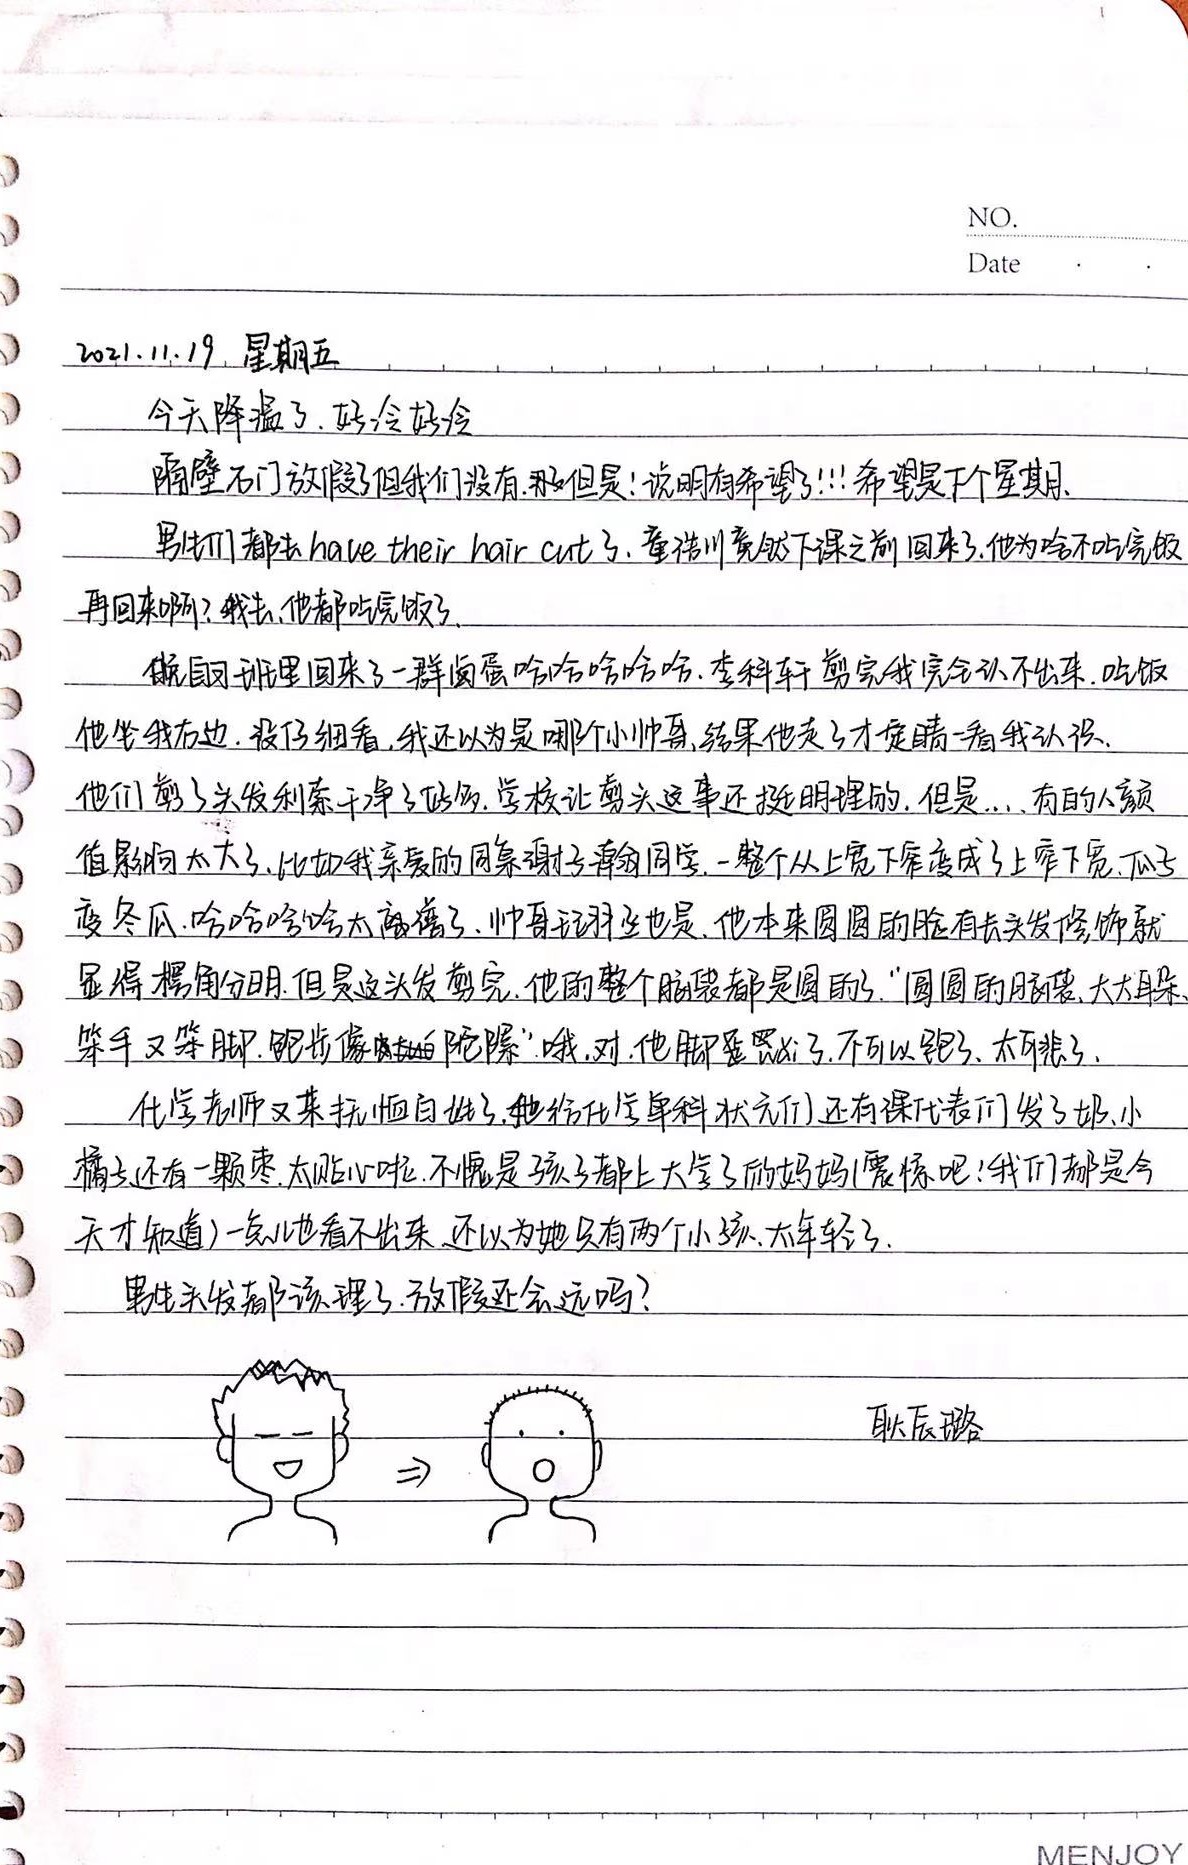 NO.
Date
2021.11.19 星期五
今天降温了.好冷好冷
隔壁石门放假了但我们没有.但是!说明有希望了!!!希望是下个星期.
男生们都去have their hair cut了.童浩川竟然下课之前回来了.他为啥不吃完饭
再回来啊?我去.他都吃完饭了.
班里回来了一群卤蛋哈哈哈哈哈.李科轩剪完我完全认不出来.吃饭
他坐我右边.没仔细看,我还以为是哪个小帅哥,结果他走了才定睛一看我认识.
他们剪了头发利索干净了好多.学校让剪头这事还挺明理的.但是...有的人颜
值影响太大了.比如我亲爱的同桌谢子翰同学.一整个从上宽下窄变成了上窄下宽.瓜子
变冬瓜.哈哈哈哈太离谱了.帅哥也是.他本来圆圆的脸有去头发修饰就
显得楞角分明.但是这头发剪完.他的整个脑袋都是圆的了."圆圆的脑袋、大大耳朵、
笨手又笨脚.跑步像陀螺"哦,对.他脚歪了.不可以跑了.太可悲了.
化学老师又来抚恤百姓了.她给化学单科状元们还有课代表们发了奶、小
橘子还有一颗枣.太贴心啦.不愧是孩子都上大学了的妈妈(震惊吧!我们都是今
天才知道)一点儿也看不出来.还以为她只有两个小孩.太年轻了.
男生头发都该理了.放假还会远吗?
耿辰璐
MENJOY